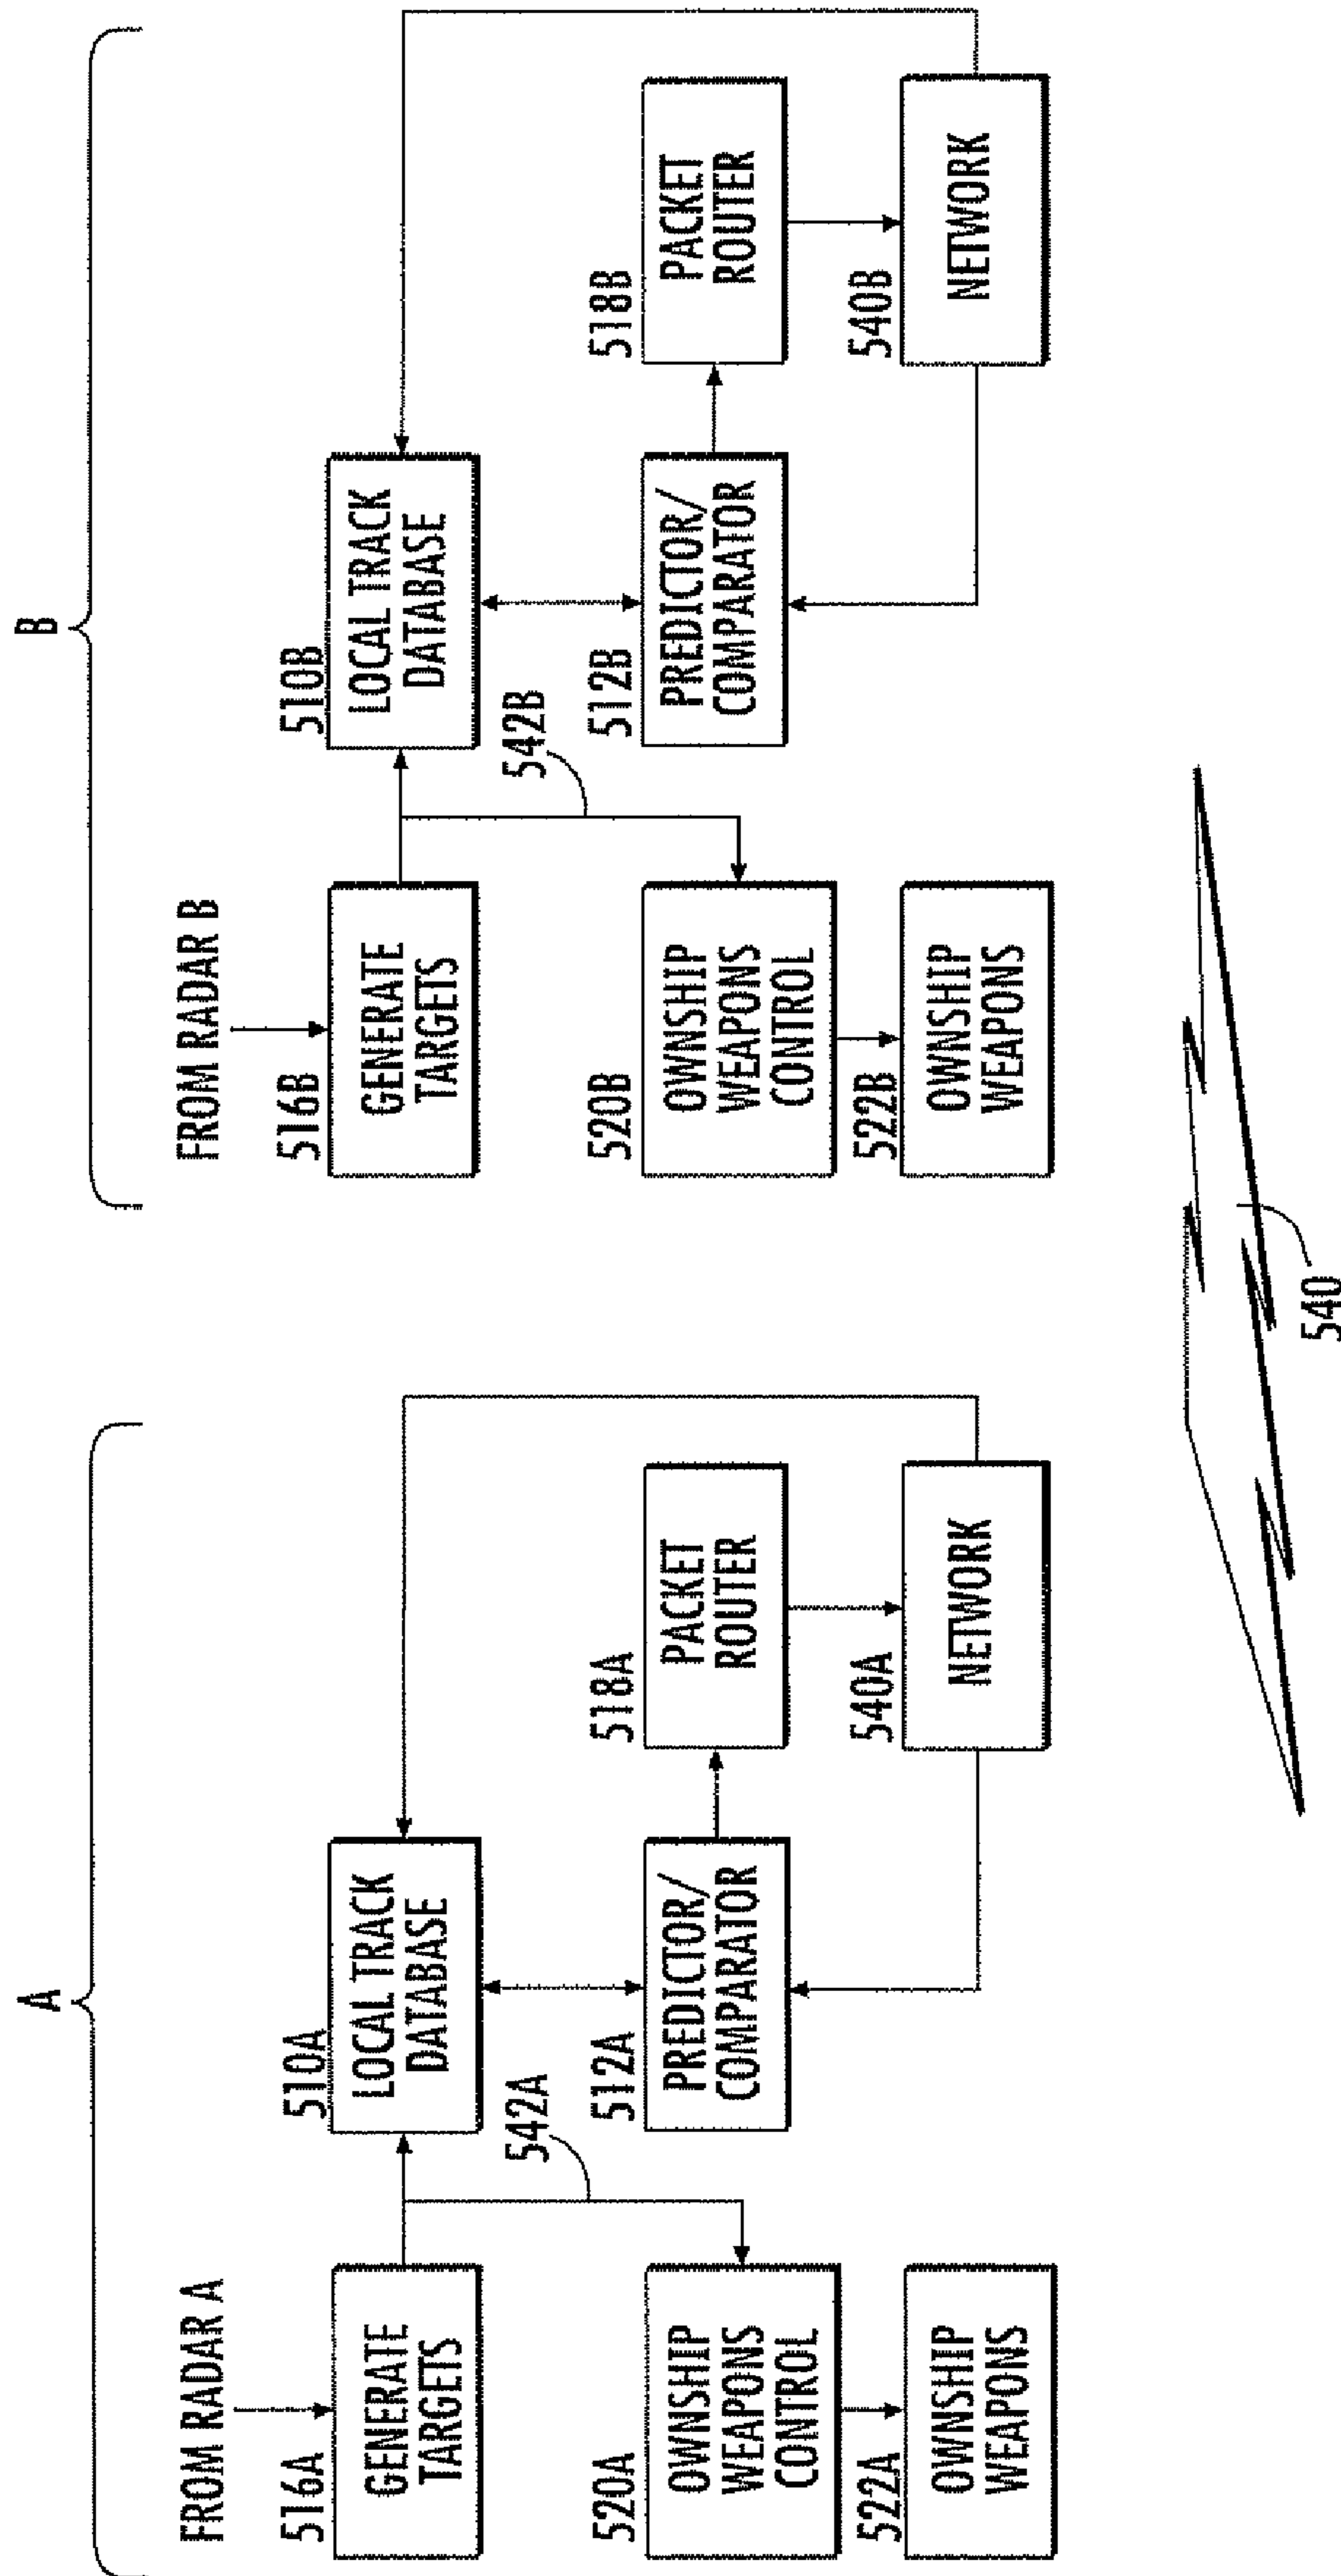 A
FROM RADAR A
516A
GENERATE
TARGETS
510A
LOCAL TRACK
DATABASE
542A
520A
OWNSHIP
WEAPONS
CONTROL
512A
PREDICTOR/
COMPARATOR
518A
PACKET
ROUTER
522A
OWNSHIP
WEAPONS
540A
NETWORK
B
FROM RADAR B
516B
GENERATE
TARGETS
510B
LOCAL TRACK
DATABASE
542B
520B
OWNSHIP
WEAPONS
CONTROL
512B
PREDICTOR/
COMPARATOR
518B
PACKET
ROUTER
522B
OWNSHIP
WEAPONS
540B
NETWORK
540